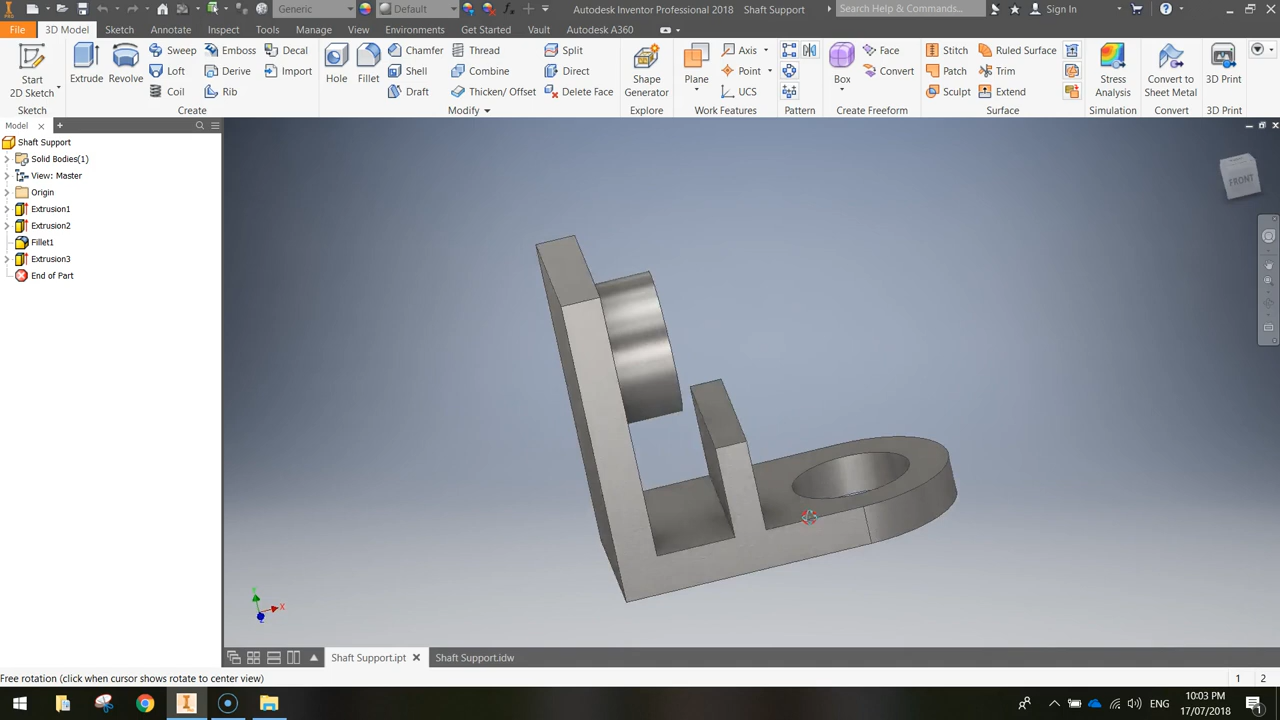 Generic Default Autodesk Inventor Professional 2018 Shaft Support Search Help & Commands... Sign In
File 3D Model Sketch Annotate Inspect Tools Manage View Environments Get Started Vault Autodesk A360
Start 2D Sketch Extrude Revolve Sweep Emboss Decal Hole Fillet Chamfer Thread Split Shape Generator Plane Axis Box Face Stitch Ruled Surface Stress Analysis Convert to Sheet Metal 3D Print
Loft Derive Import Shell Combine Direct Point Convert Patch Trim
Coil Rib Draft Thicken/ Offset Delete Face UCS Sculpt Extend
Sketch Create Modify Explore Work Features Pattern Create Freeform Surface Simulation Convert 3D Print
Model
Shaft Support
Solid Bodies(1)
View: Master
Origin
Extrusion1
Extrusion2
Fillet1
Extrusion3
End of Part
FRONT
Y
X
Z
Shaft Support.ipt Shaft Support.idw
Free rotation (click when cursor shows rotate to center view) 1 2
ENG 10:03 PM
17/07/2018